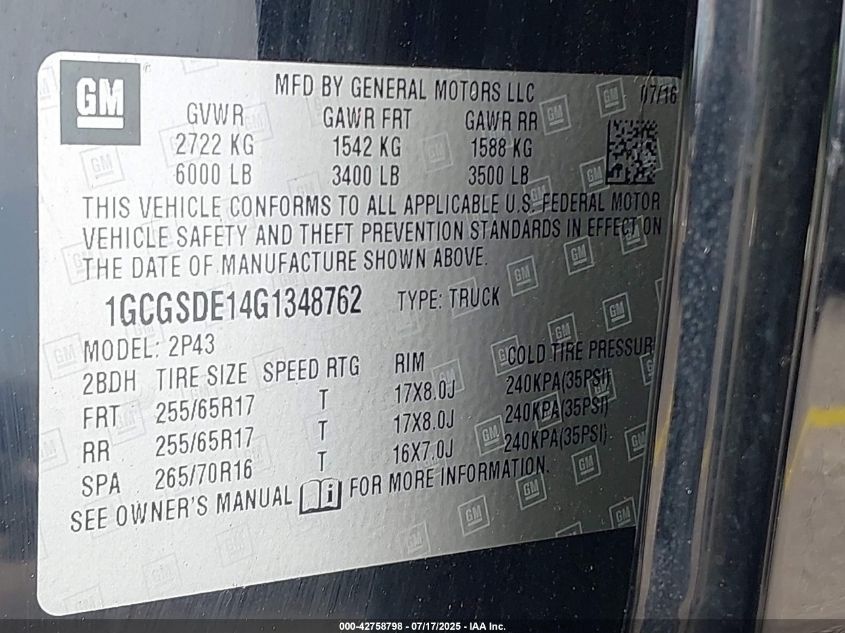 GM
MFD BY GENERAL MOTORS LLC 07/16
GVWR GAWR FRT GAWR RR
2722 KG 1542 KG 1588 KG
6000 LB 3400 LB 3500 LB
THIS VEHICLE CONFORMS TO ALL APPLICABLE U.S. FEDERAL MOTOR
VEHICLE SAFETY AND THEFT PREVENTION STANDARDS IN EFFECT ON
THE DATE OF MANUFACTURE SHOWN ABOVE.
1GCGSDE14G1348762 TYPE: TRUCK
MODEL: 2P43
2BDH TIRE SIZE SPEED RTG RIM COLD TIRE PRESSUR
FRT 255/65R17 T 17X8.0J 240KPA(35PSI)
RR 255/65R17 T 17X8.0J 240KPA(35PSI)
SPA 265/70R16 T 16X7.0J 240KPA(35PSI)
SEE OWNER'S MANUAL FOR MORE INFORMATION.
000-42758798 - 07/17/2025 - IAA Inc.